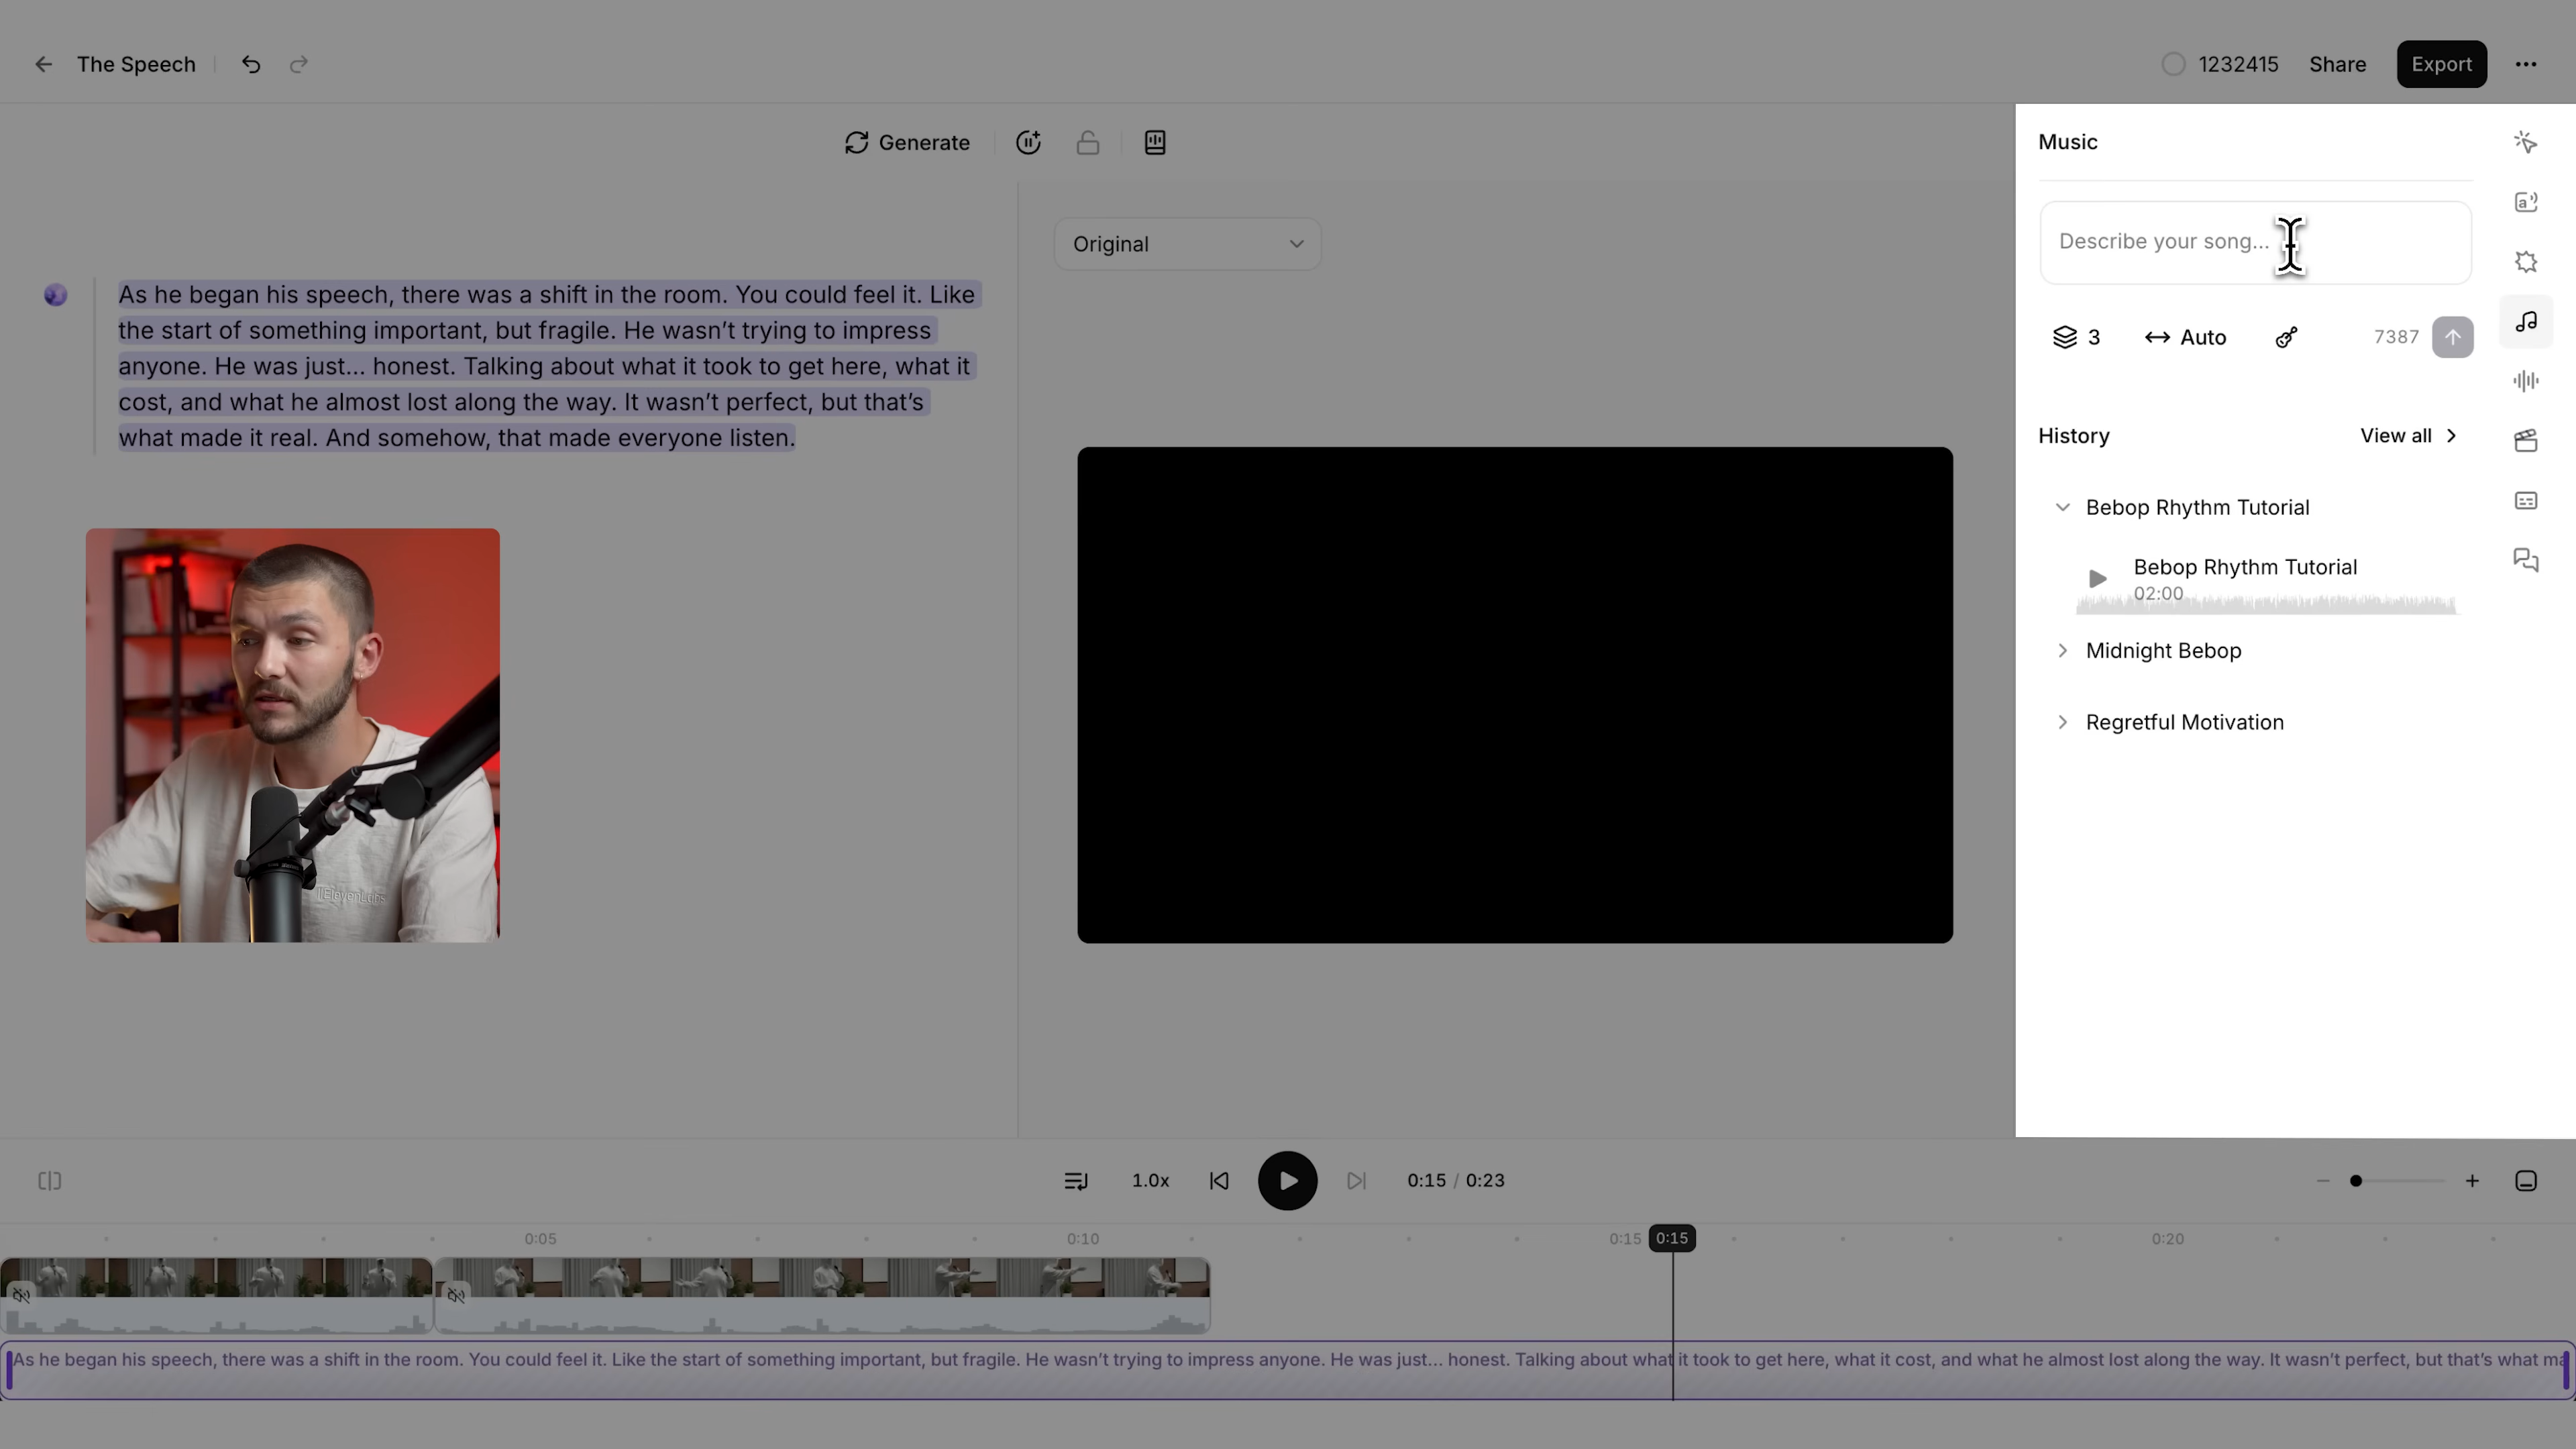 The Speech
1232415
Share
Export
Generate
Music
Original
Describe your song...
As he began his speech, there was a shift in the room. You could feel it. Like
the start of something important, but fragile. He wasn’t trying to impress
anyone. He was just... honest. Talking about what it took to get here, what it
cost, and what he almost lost along the way. It wasn’t perfect, but that’s
what made it real. And somehow, that made everyone listen.
3
Auto
7387
History
View all
Bebop Rhythm Tutorial
Bebop Rhythm Tutorial
02:00
Midnight Bebop
Regretful Motivation
IIElevenLabs
1.0x
0:15 / 0:23
0:05
0:10
0:15
0:15
0:20
As he began his speech, there was a shift in the room. You could feel it. Like the start of something important, but fragile. He wasn’t trying to impress anyone. He was just... honest. Talking about what it took to get here, what it cost, and what he almost lost along the way. It wasn’t perfect, but that’s what ma